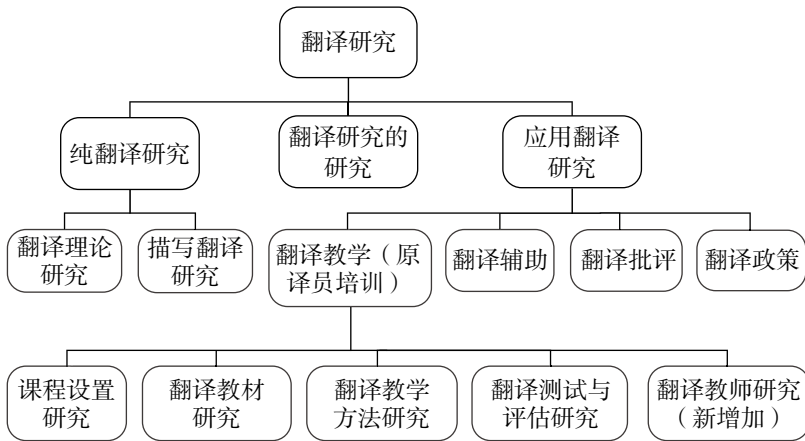 翻译研究
纯翻译研究
翻译研究的
研究
应用翻译
研究
翻译理论
研究
描写翻译
研究
翻译教学（原
译员培训）
翻译辅助
翻译批评
翻译政策
课程设置
研究
翻译教材
研究
翻译教学
方法研究
翻译测试与
评估研究
翻译教师研究
（新增加）